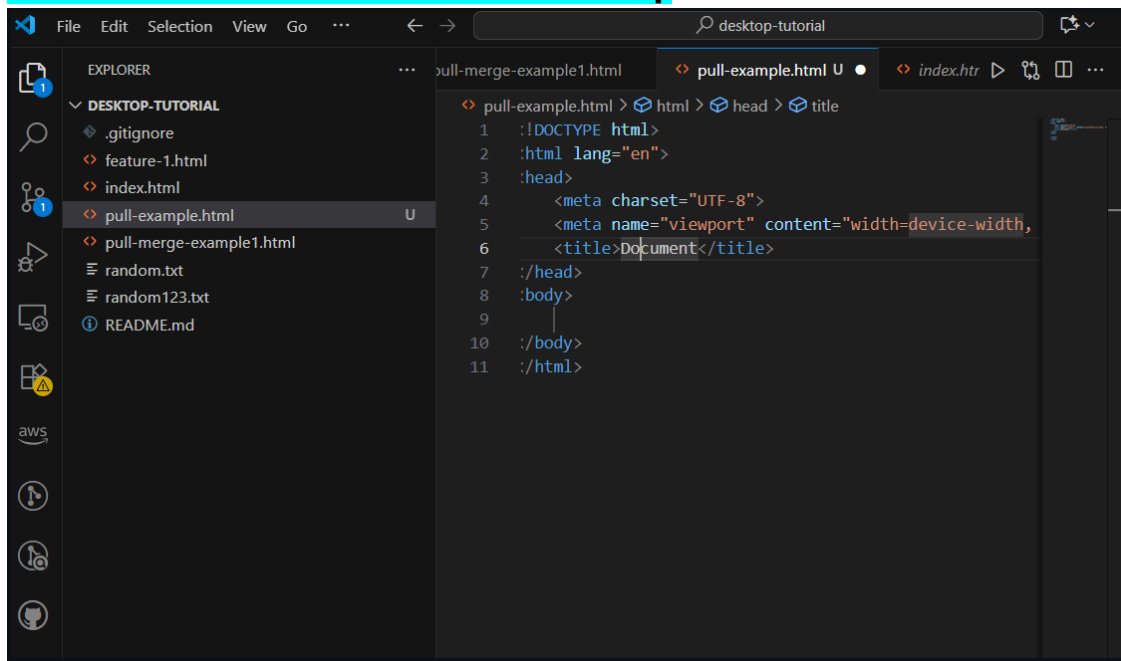 File Edit Selection View Go ··· desktop-tutorial
EXPLORER ···
DESKTOP-TUTORIAL
.gitignore
feature-1.html
index.html
pull-example.html U
pull-merge-example1.html
random.txt
random123.txt
README.md
aws
1
1
pull-merge-example1.html pull-example.html U ● index.htr ···
pull-example.html > html > head > title
1 !DOCTYPE html>
2 html lang="en">
3 head>
4 <meta charset="UTF-8">
5 <meta name="viewport" content="width=device-width,
6 <title>Document</title>
7 /head>
8 body>
9
10 /body>
11 /html>